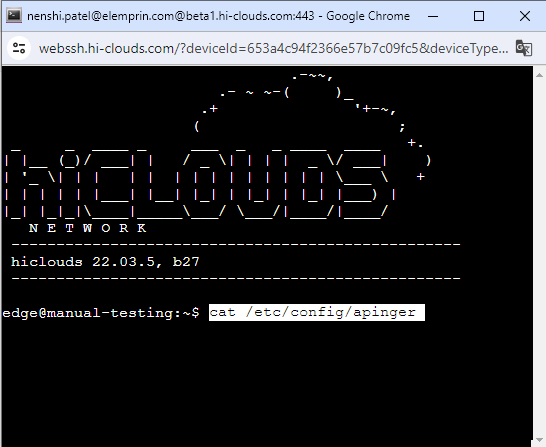 nenshi.patel@elemprin.com@beta1.hi-clouds.com:443 - Google Chrome
webssh.hi-clouds.com/?deviceId=653a4c94f2366e57b7c09fc5&deviceType...
hiCLOUDS
N E T W O R K
hiclouds 22.03.5, b27
edge@manual-testing:~$ cat /etc/config/apinger